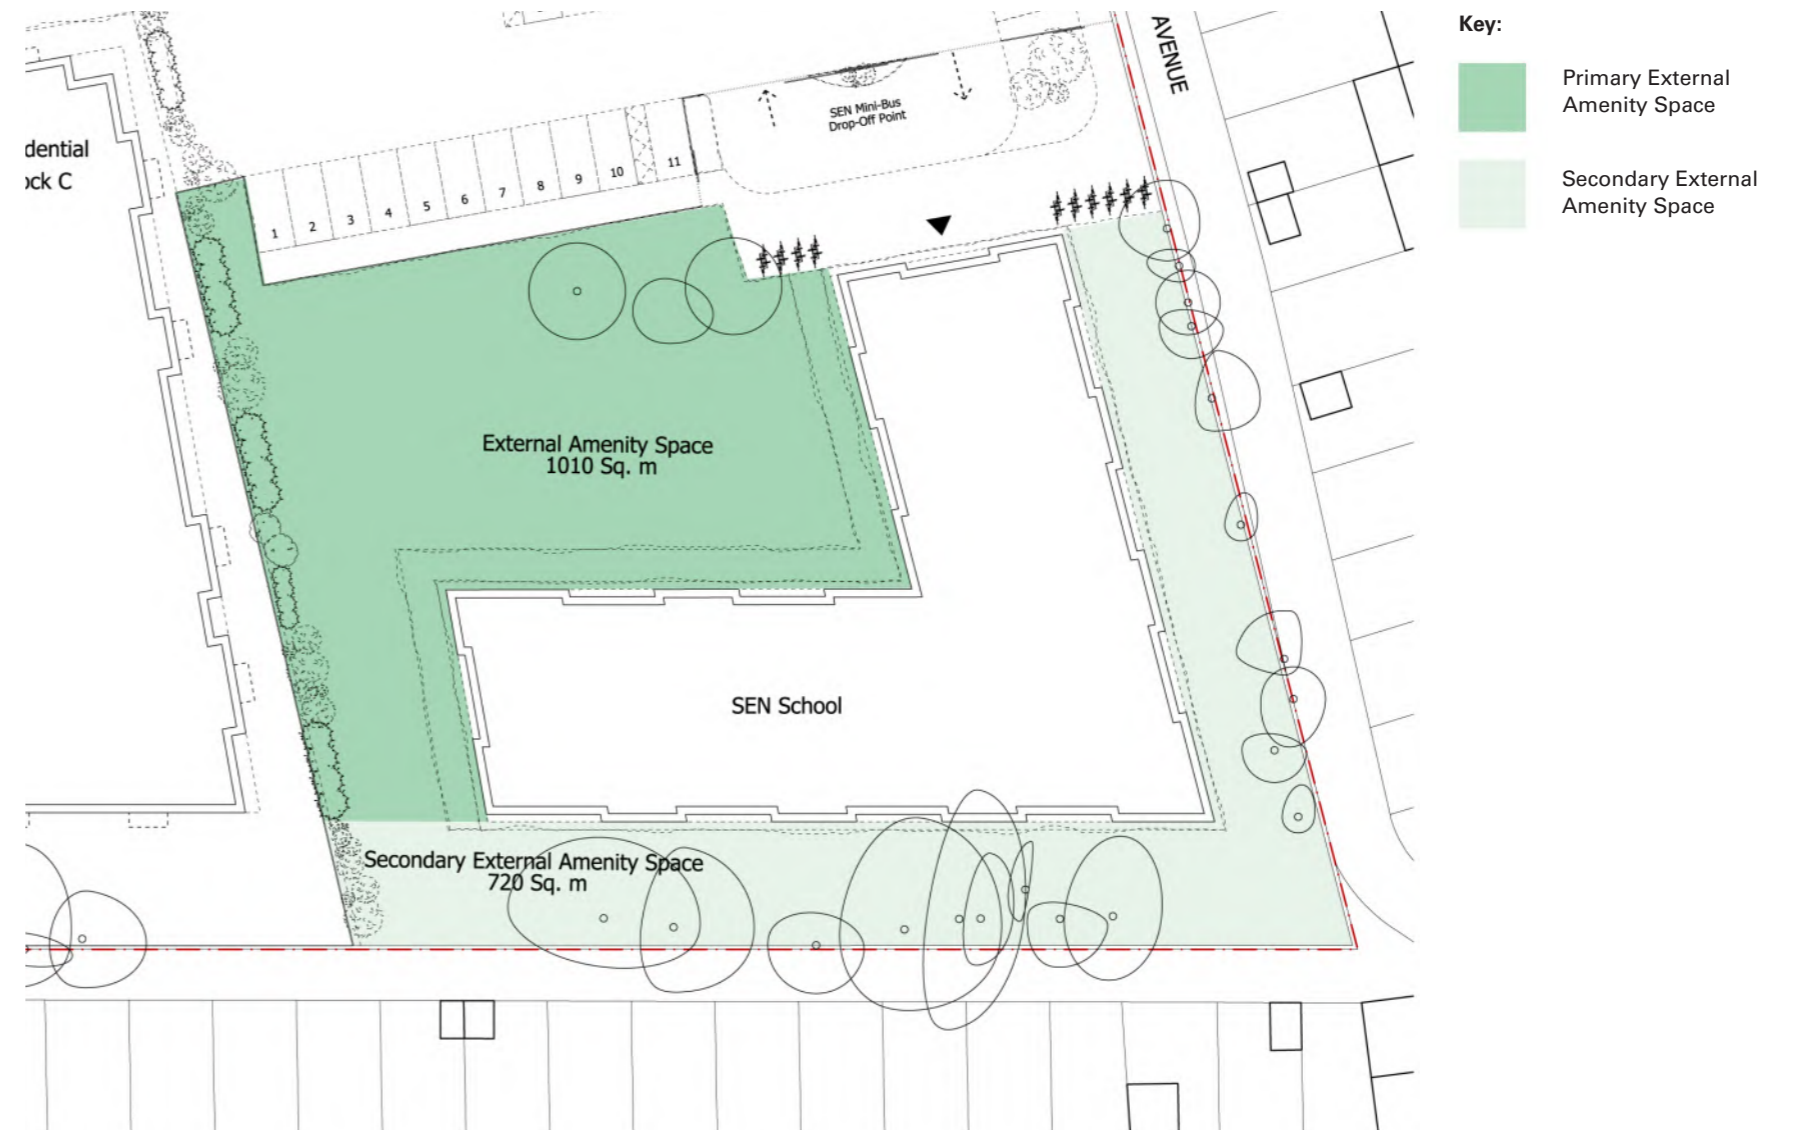 Key:
Primary External
Amenity Space
Secondary External
Amenity Space
AVENUE
SEN Mini-Bus
Drop-Off Point
dential
ck C
1
2
3
4
5
6
7
8
9
10
11
External Amenity Space
1010 Sq. m
SEN School
Secondary External Amenity Space
720 Sq. m